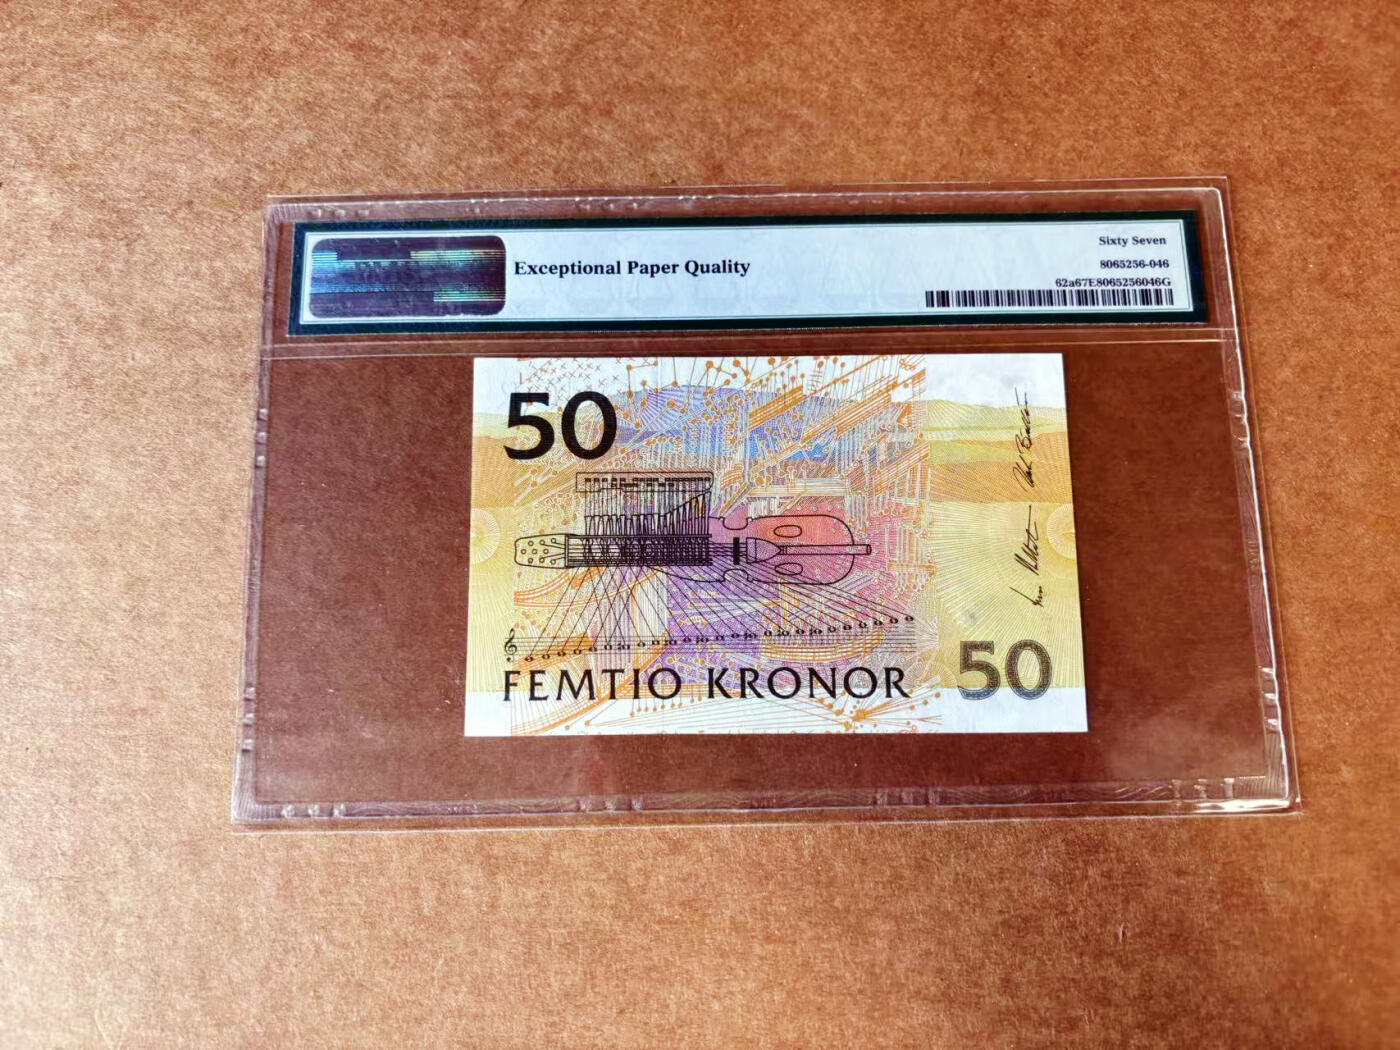 Exceptional Paper Quality
Sixty Seven
8065256-046
62a67E8065256046G
50
FEMTIO KRONOR
50